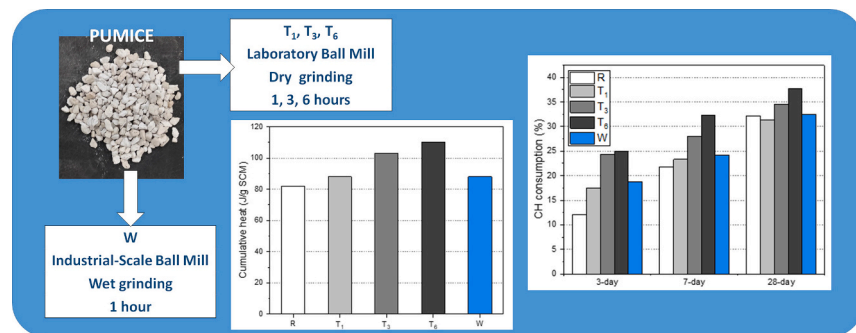 PUMICE
T1, T3, T6
Laboratory Ball Mill
Dry grinding
1, 3, 6 hours
W
Industrial-Scale Ball Mill
Wet grinding
1 hour
Cumulative heat (J/g SCM)
120
100
80
60
40
20
0
R T1 T3 T6 W
CH consumption (%)
40
35
30
25
20
15
10
5
0
R
T1
T3
T6
W
3-day 7-day 28-day